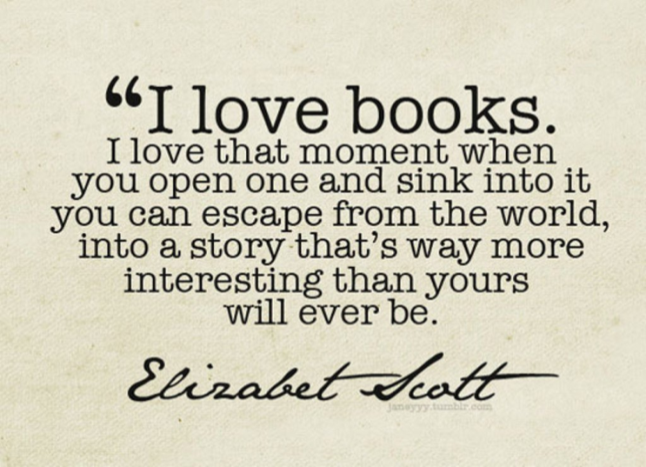 “I love books.
I love that moment when
you open one and sink into it
you can escape from the world,
into a story that’s way more
interesting than yours
will ever be.
Elizabet Scott
janeyyy.tumblr.com